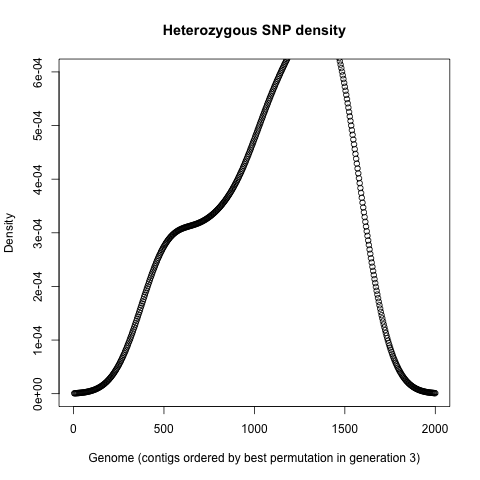 Heterozygous SNP density
Density
6e-04
5e-04
4e-04
3e-04
2e-04
1e-04
0e+00
0 500 1000 1500 2000
Genome (contigs ordered by best permutation in generation 3)